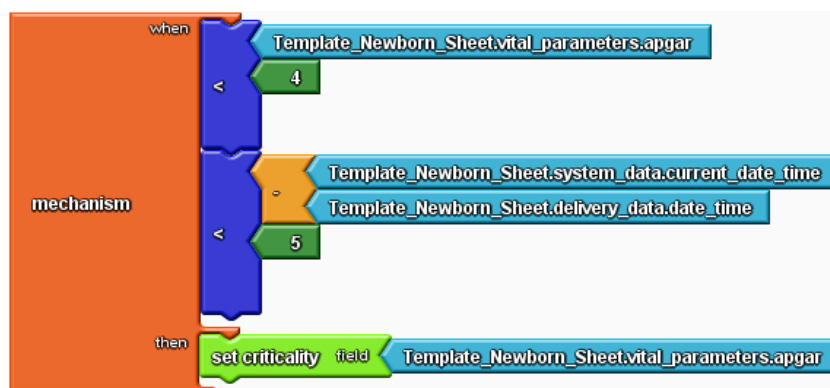 when
Template_Newborn_Sheet.vital_parameters.apgar
<
4
Template_Newborn_Sheet.system_data.current_date_time
-
Template_Newborn_Sheet.delivery_data.date_time
mechanism
<
5
then
set criticality field Template_Newborn_Sheet.vital_parameters.apgar